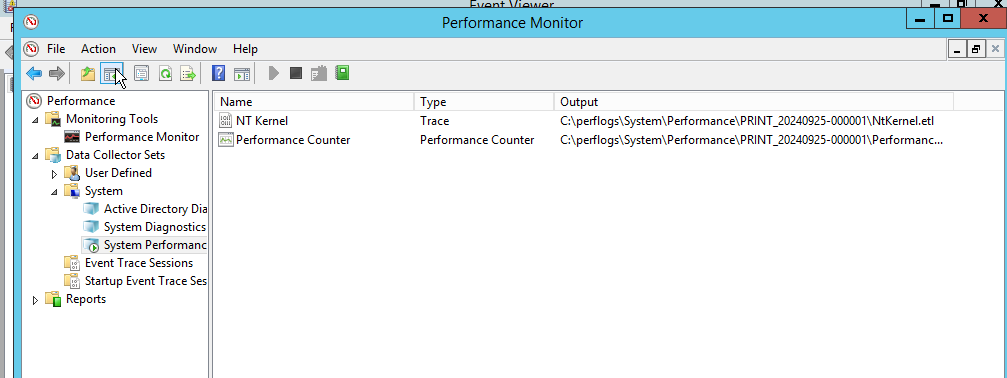 Event Viewer
Performance Monitor
File Action View Window Help
Performance
Monitoring Tools
Performance Monitor
Data Collector Sets
User Defined
System
Active Directory Dia
System Diagnostics
System Performanc
Event Trace Sessions
Startup Event Trace Ses
Reports
Name Type Output
NT Kernel Trace C:\perflogs\System\Performance\PRINT_20240925-000001\NtKernel.etl
Performance Counter Performance Counter C:\perflogs\System\Performance\PRINT_20240925-000001\Performanc...